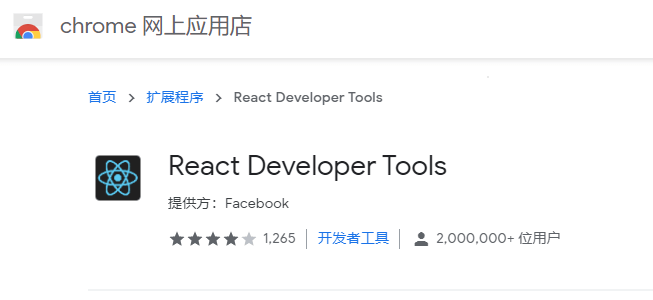 chrome 网上应用店
首页 > 扩展程序 > React Developer Tools
React Developer Tools
提供方：Facebook
1,265 开发者工具 2,000,000+ 位用户